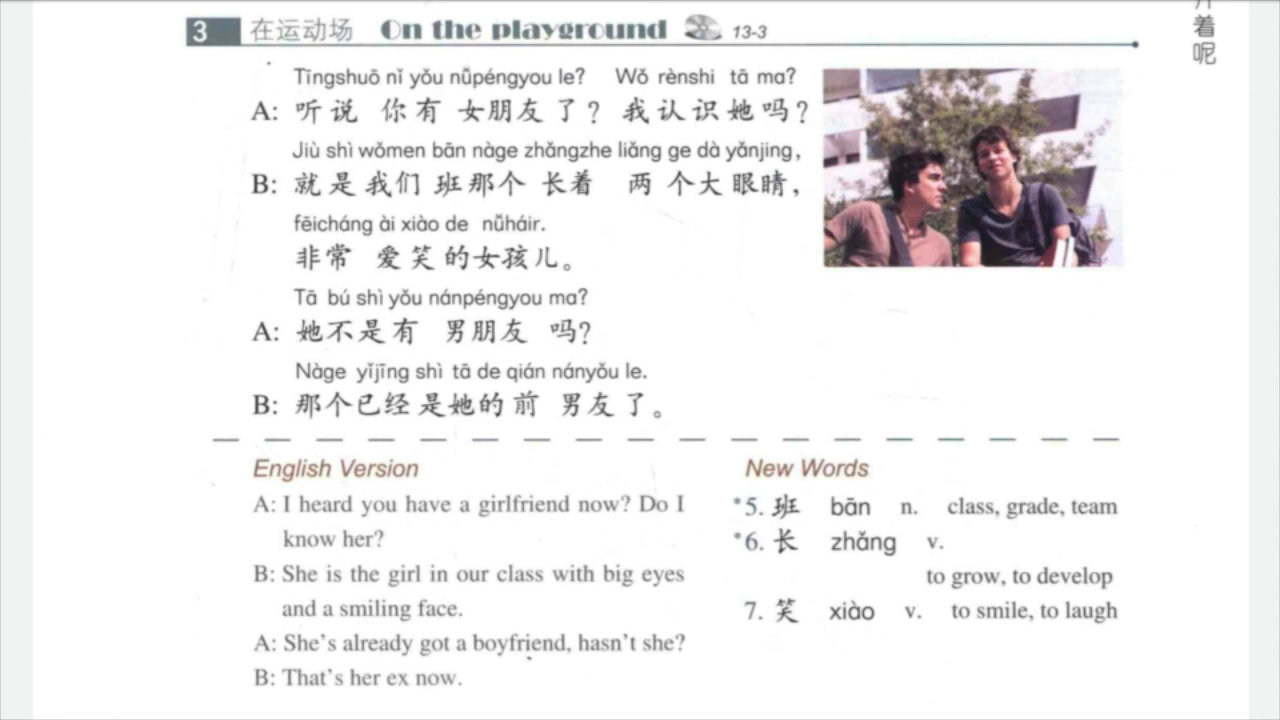 开
着
呢
3 在运动场 On the playground 13-3
Tīngshuō nǐ yǒu nǚpéngyou le? Wǒ rènshi tā ma?
A: 听说 你有 女朋友了？ 我认识她吗？
Jiù shì wǒmen bān nàge zhǎngzhe liǎng ge dà yǎnjing,
B: 就是我们 班那个 长着 两个大眼睛，
fēicháng ài xiào de nǚháir.
非常 爱笑的女孩儿。
Tā bú shì yǒu nánpéngyou ma?
A: 她不是有 男朋友 吗？
Nàge yǐjīng shì tā de qián nányǒu le.
B: 那个已经是她的前 男友了。
English Version
A: I heard you have a girlfriend now? Do I
know her?
B: She is the girl in our class with big eyes
and a smiling face.
A: She's already got a boyfriend, hasn't she?
B: That's her ex now.
New Words
*5. 班 bān n. class, grade, team
*6. 长 zhǎng v.
to grow, to develop
7. 笑 xiào v. to smile, to laugh